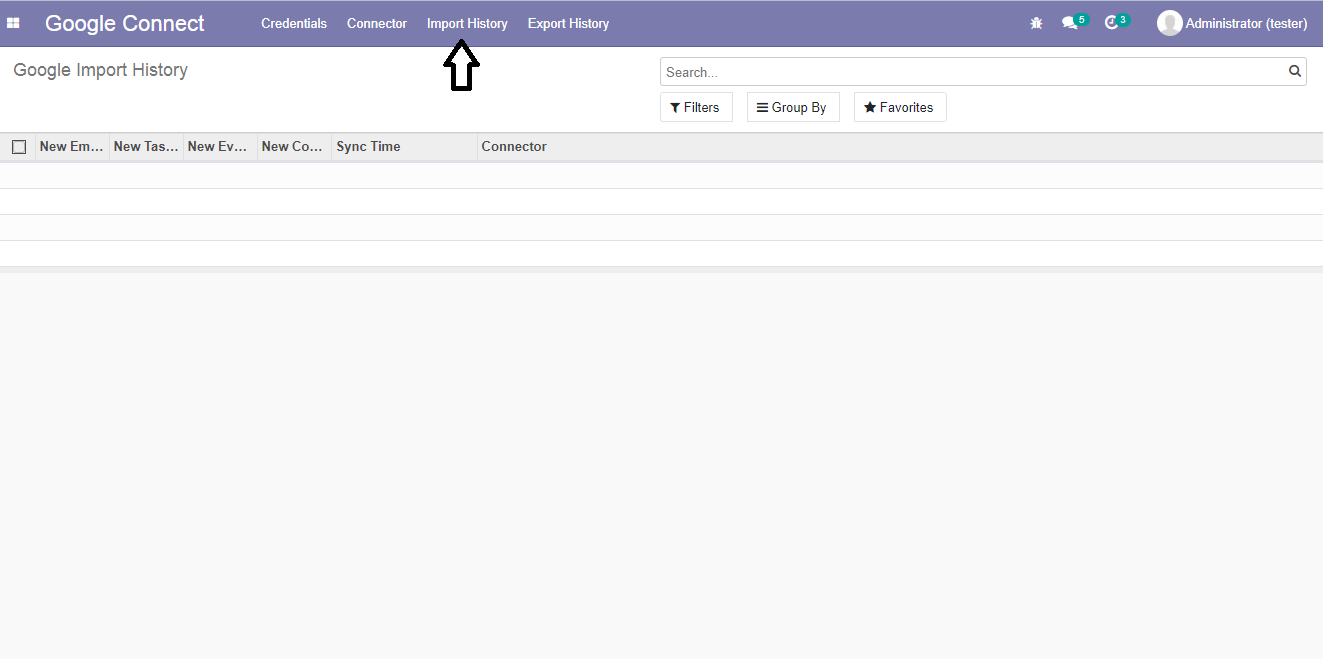 Google Connect Credentials Connector Import History Export History 5 3 Administrator (tester)
Google Import History
Search...
Filters Group By Favorites
New Em... New Tas... New Ev... New Co... Sync Time Connector